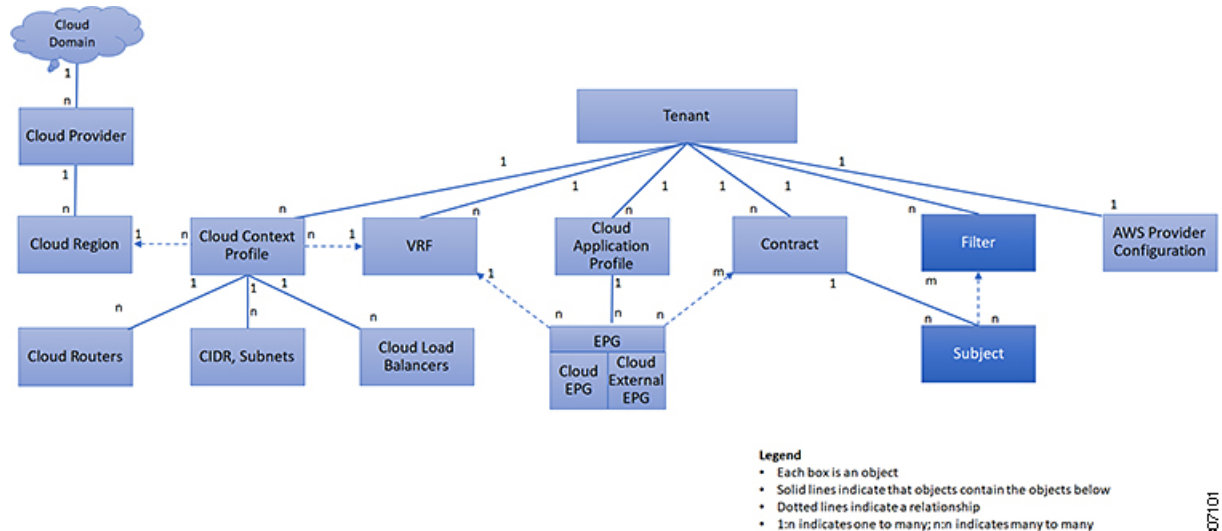 Cloud
Domain
1
n
Cloud Provider
Tenant
1
n
1
1
1
1
1
1
n
n
n
n
n
1
Cloud Region
1
n
Cloud Context
Profile
n
1
VRF
Cloud
Application
Profile
Contract
Filter
AWS Provider
Configuration
1
1
1
1
1
m
1
m
n
n
n
n
n
n
n
n
Cloud Routers
CIDR, Subnets
Cloud Load
Balancers
EPG
Cloud
EPG
Cloud
External
EPG
Subject
Legend
• Each box is an object
• Solid lines indicate that objects contain the objects below
• Dotted lines indicate a relationship
• 1:n indicates one to many; n:n indicates many to many